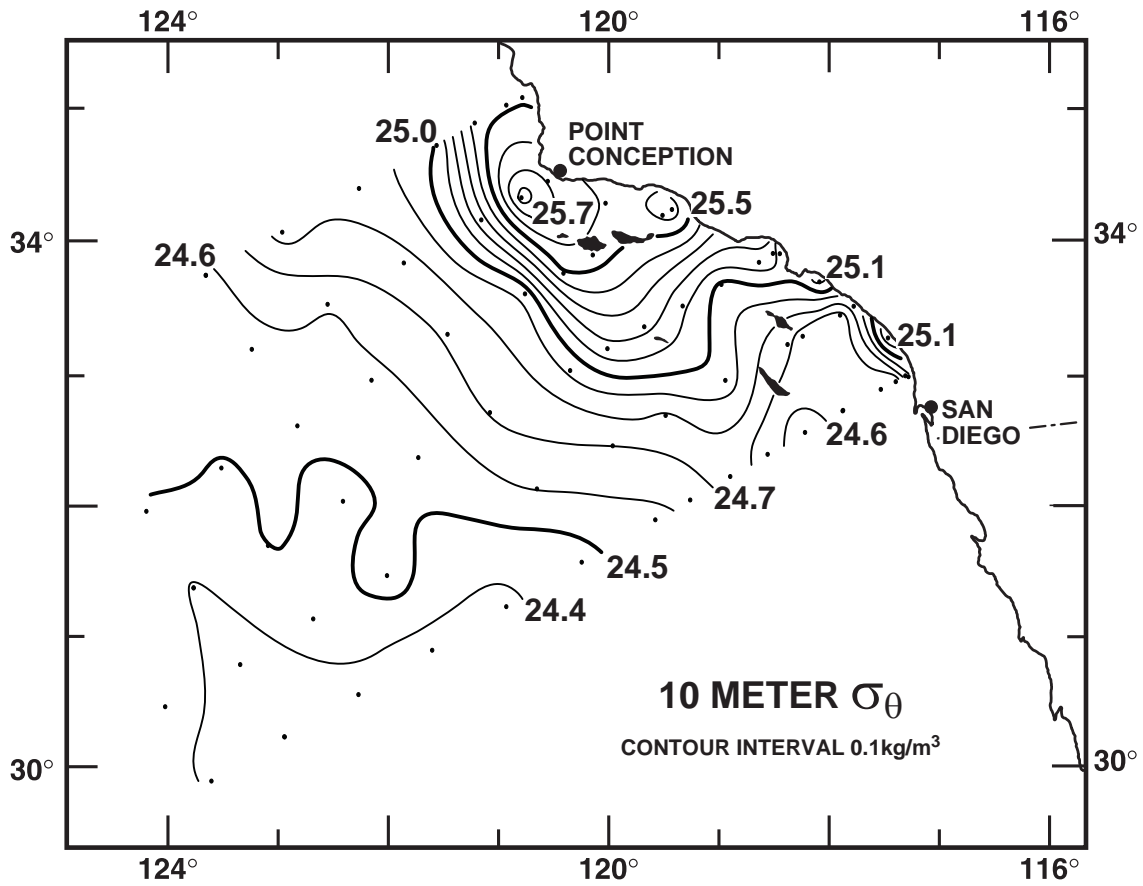 124° 120° 116°
25.0
POINT
CONCEPTION
25.7
25.5
34° 34°
24.6
25.1
25.1
SAN
DIEGO
24.6
24.7
24.5
24.4
10 METER σθ
CONTOUR INTERVAL 0.1kg/m³
30° 30°
124° 120° 116°